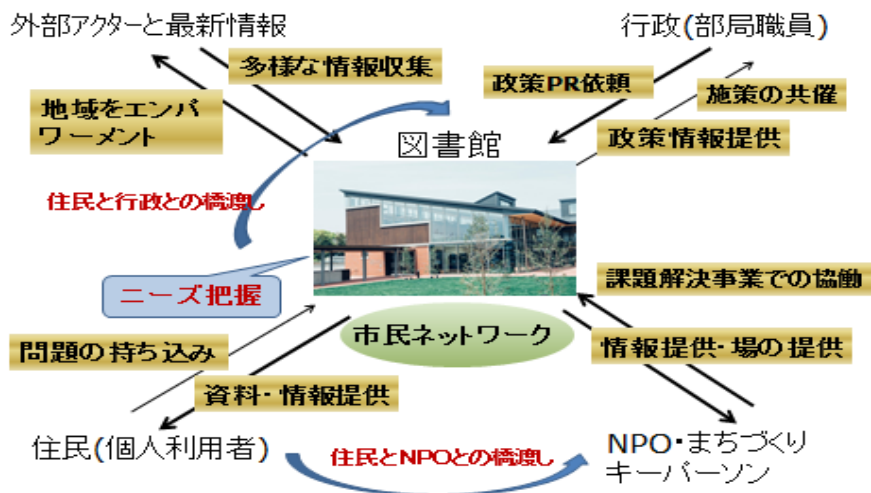 外部アクターと最新情報
行政(部局職員)
多様な情報収集
政策PR依頼
施策の共催
地域をエンパ
ワーメント
政策情報提供
図書館
住民と行政との橋渡し
ニーズ把握
課題解決事業での協働
市民ネットワーク
問題の持ち込み
情報提供・場の提供
資料・情報提供
住民(個人利用者)
住民とNPOとの橋渡し
NPO・まちづくり
キーパーソン